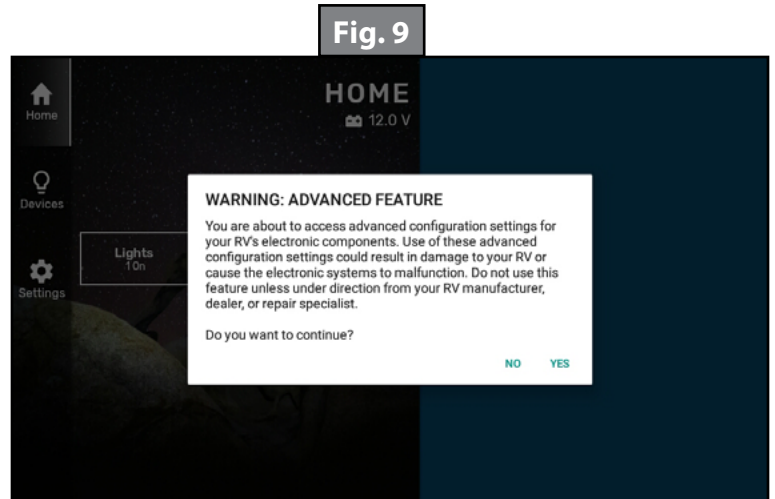 Fig. 9
HOME
12.0 V
Home
Devices
Lights
1 On
Settings
WARNING: ADVANCED FEATURE
You are about to access advanced configuration settings for
your RV's electronic components. Use of these advanced
configuration settings could result in damage to your RV or
cause the electronic systems to malfunction. Do not use this
feature unless under direction from your RV manufacturer,
dealer, or repair specialist.
Do you want to continue?
NO YES